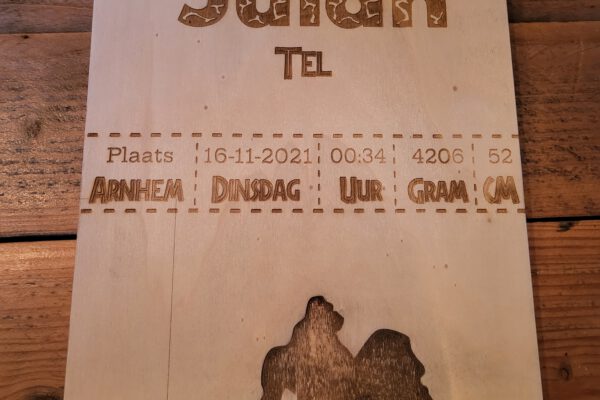 Tel
Plaats 16-11-2021 00:34 4206 52
Arnhem Dinsdag Uur Gram CM